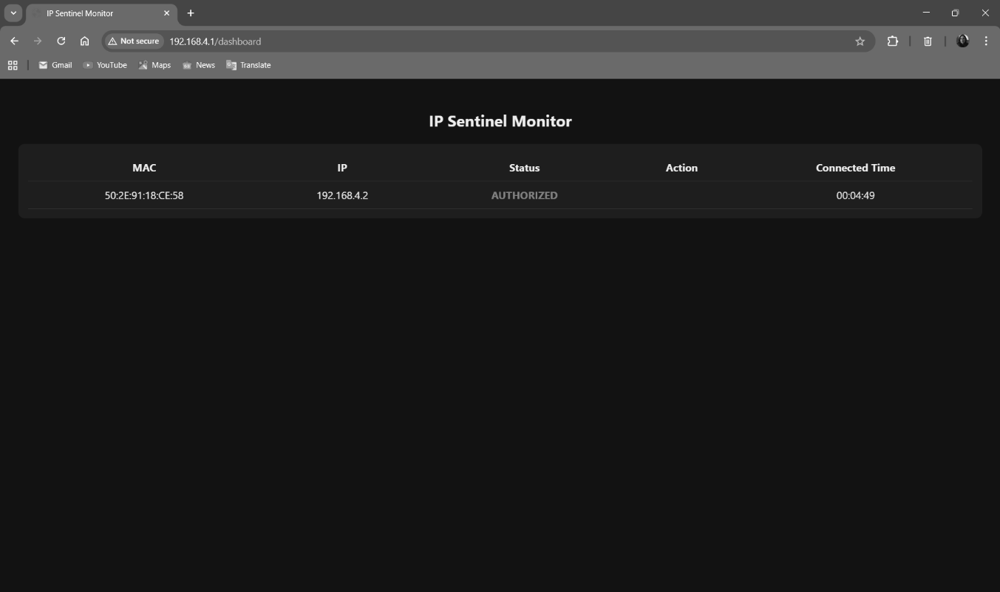 IP Sentinel Monitor
Not secure 192.168.4.1/dashboard
Gmail YouTube Maps News Translate
IP Sentinel Monitor
MAC IP Status Action Connected Time
50:2E:91:18:CE:58 192.168.4.2 AUTHORIZED 00:04:49